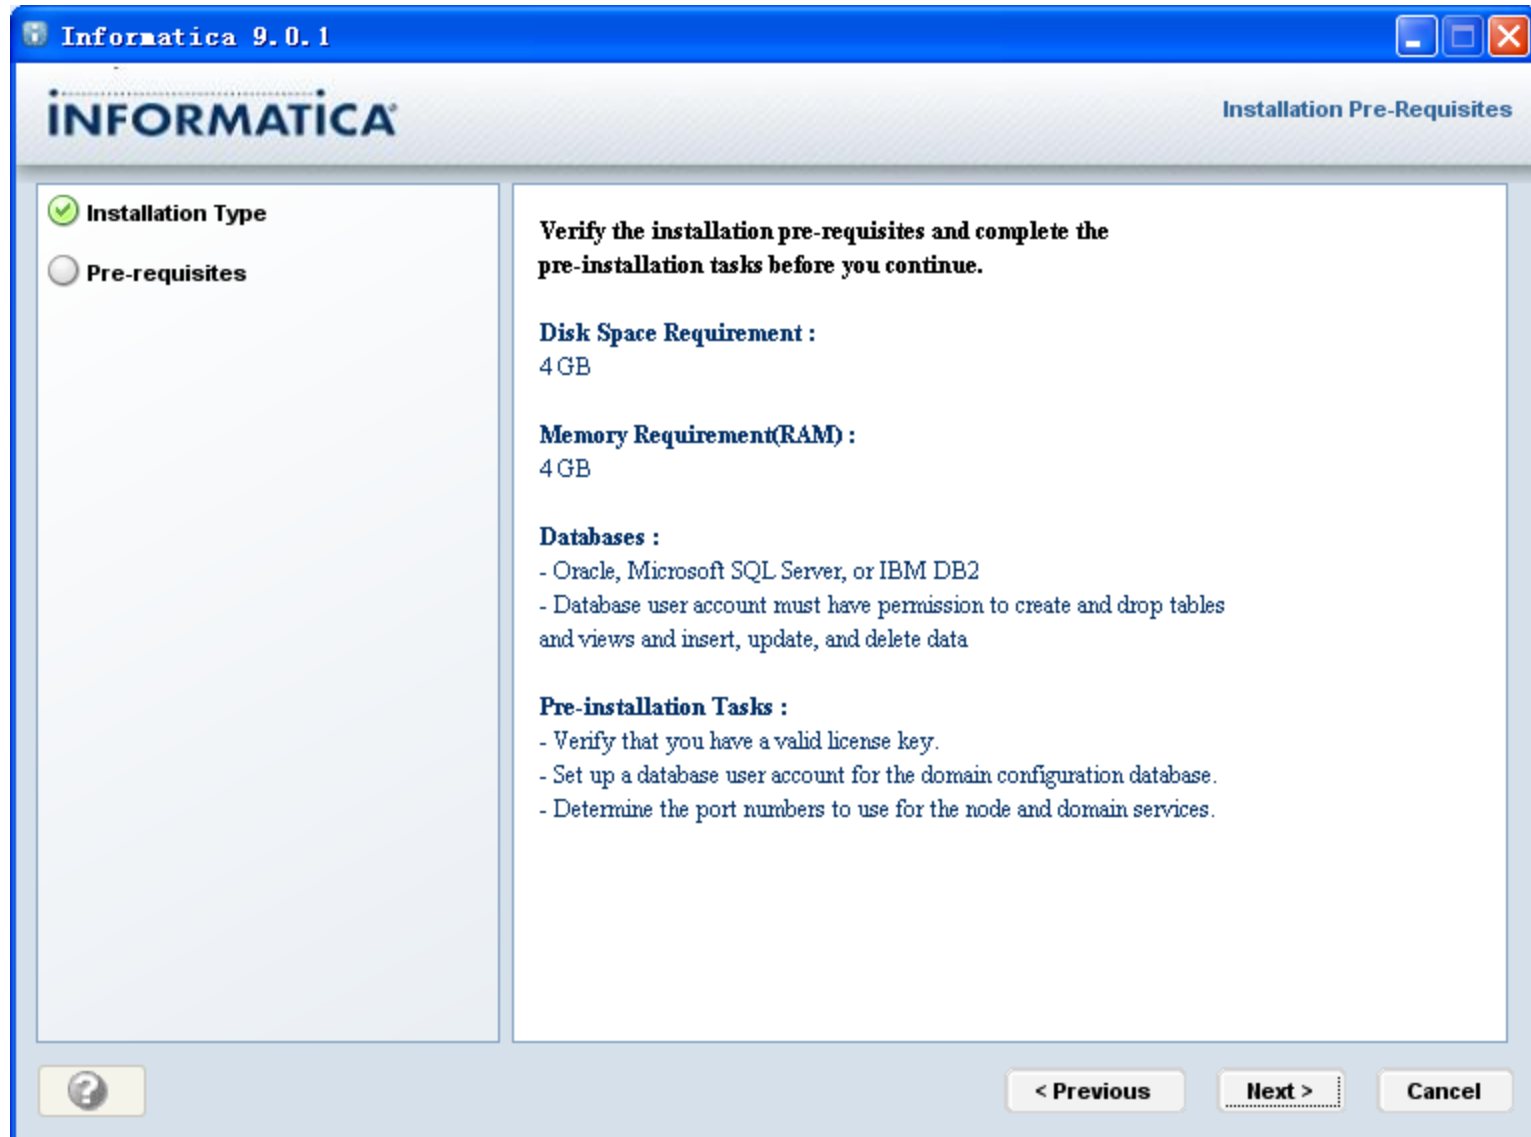 Informatica 9.0.1
INFORMATICA®
Installation Pre-Requisites
Installation Type
Pre-requisites
Verify the installation pre-requisites and complete the
pre-installation tasks before you continue.
Disk Space Requirement :
4 GB
Memory Requirement(RAM) :
4 GB
Databases :
- Oracle, Microsoft SQL Server, or IBM DB2
- Database user account must have permission to create and drop tables
and views and insert, update, and delete data
Pre-installation Tasks :
- Verify that you have a valid license key.
- Set up a database user account for the domain configuration database.
- Determine the port numbers to use for the node and domain services.
< Previous
Next >
Cancel